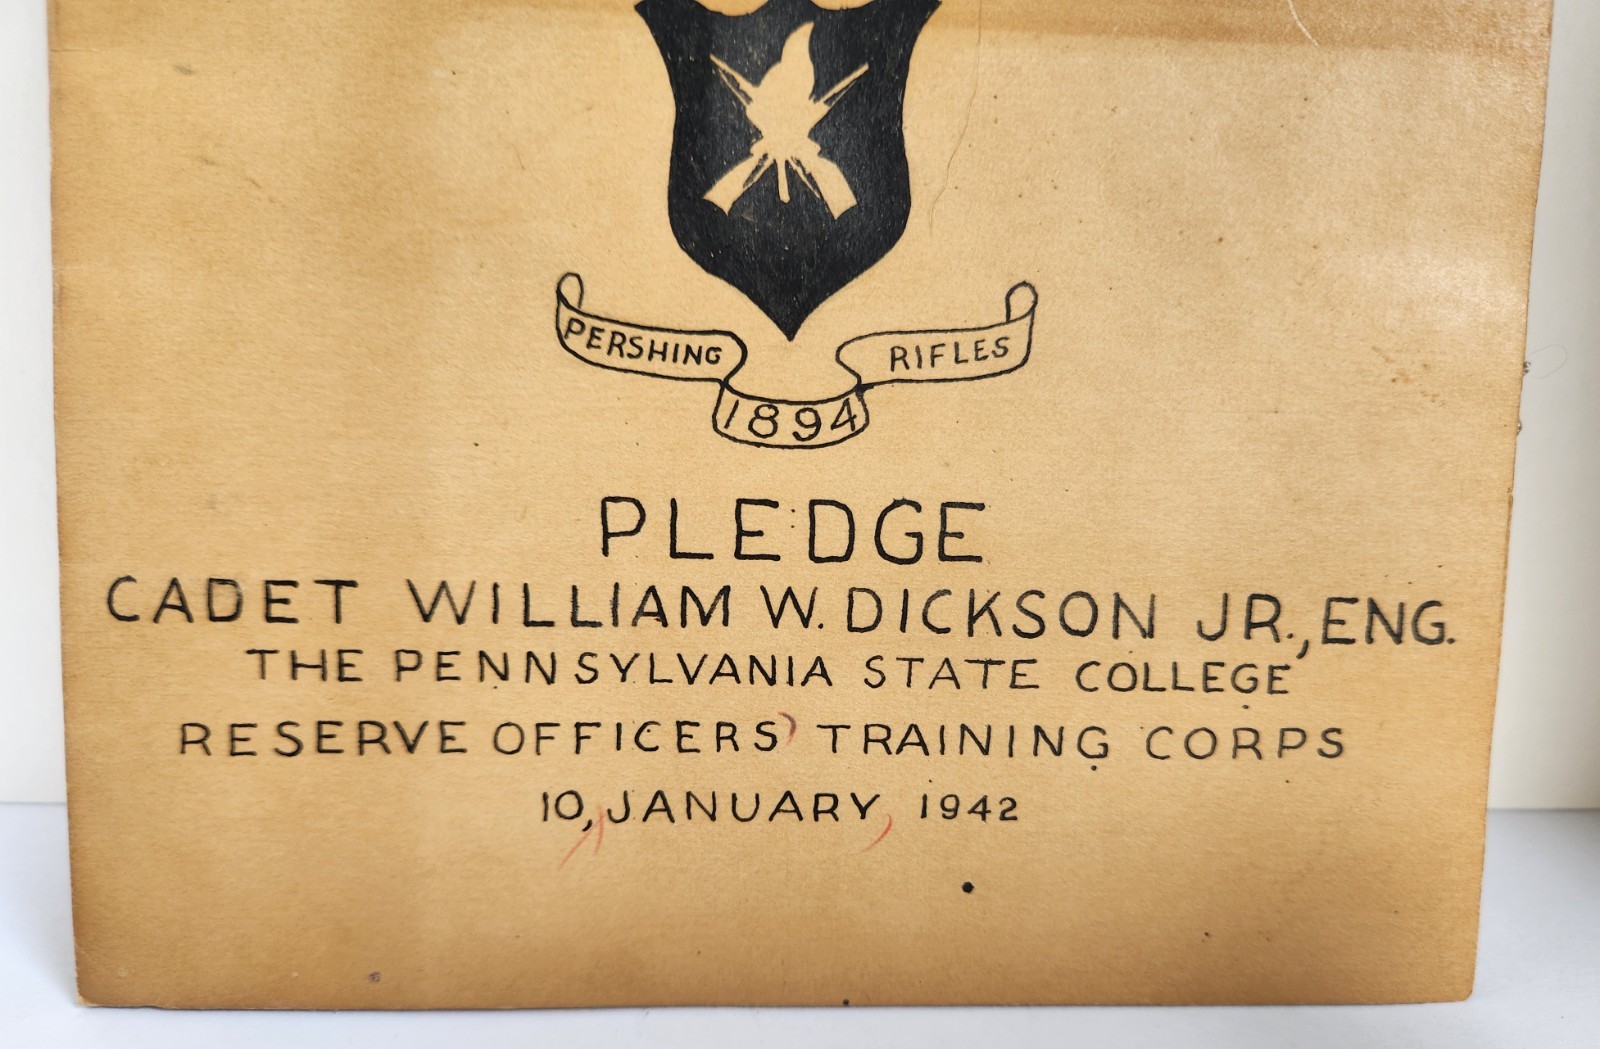 PERSHING RIFLES
1894
PLEDGE
CADET WILLIAM W. DICKSON JR., ENG.
THE PENNSYLVANIA STATE COLLEGE
RESERVE OFFICERS' TRAINING CORPS
10, JANUARY, 1942